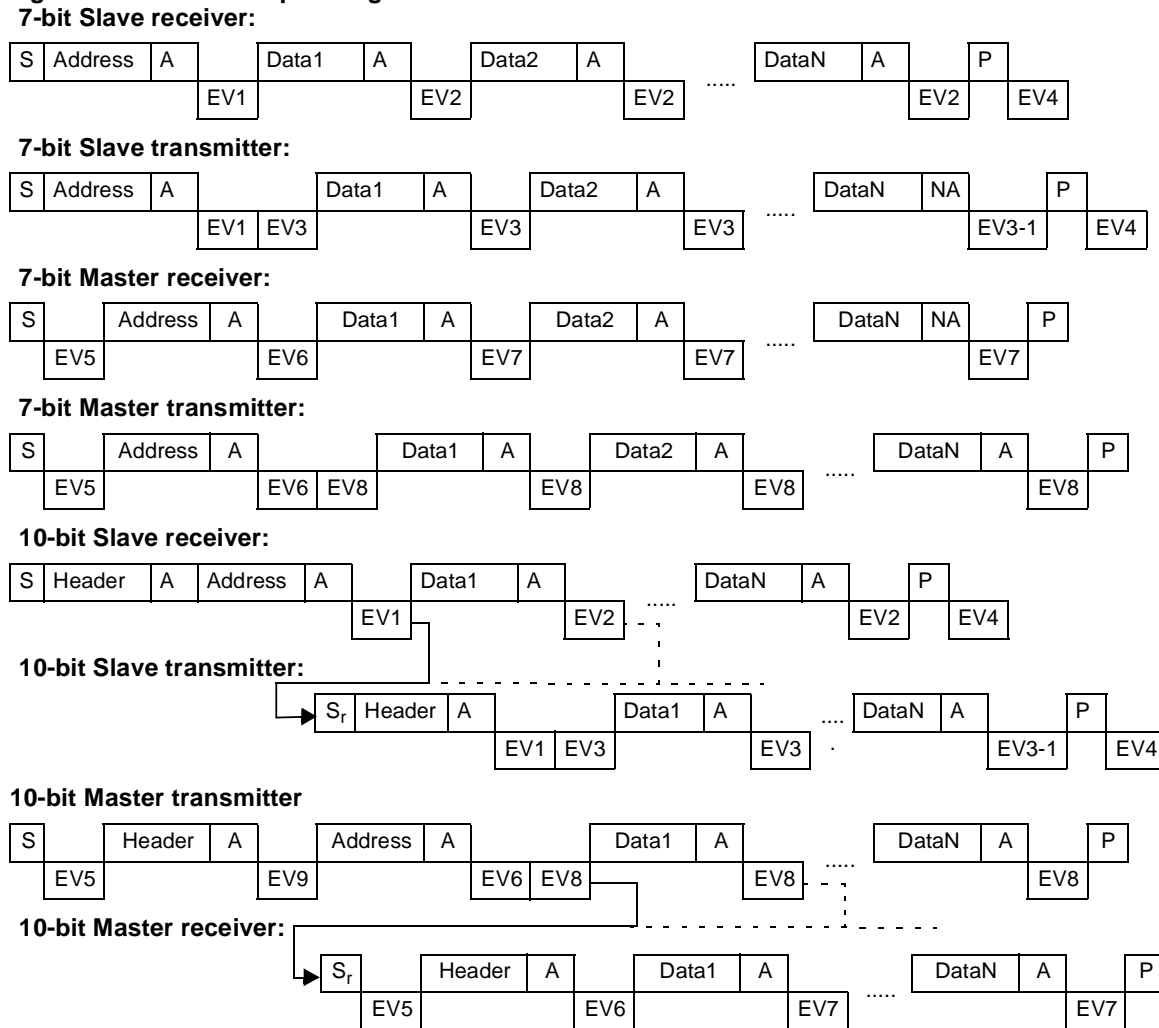 7-bit Slave receiver:
S Address A Data1 A Data2 A ..... DataN A P
EV1 EV2 EV2 EV2 EV4
7-bit Slave transmitter:
S Address A Data1 A Data2 A ..... DataN NA P
EV1 EV3 EV3 EV3 EV3-1 EV4
7-bit Master receiver:
S Address A Data1 A Data2 A ..... DataN NA P
EV5 EV6 EV7 EV7 EV7
7-bit Master transmitter:
S Address A Data1 A Data2 A ..... DataN A P
EV5 EV6 EV8 EV8 EV8 EV8
10-bit Slave receiver:
S Header A Address A Data1 A ..... DataN A P
EV1 EV2 EV2 EV4
10-bit Slave transmitter:
Sr Header A Data1 A .... DataN A P
EV1 EV3 EV3 . EV3-1 EV4
10-bit Master transmitter
S Header A Address A Data1 A ..... DataN A P
EV5 EV9 EV6 EV8 EV8 EV8
10-bit Master receiver:
Sr Header A Data1 A ..... DataN A P
EV5 EV6 EV7 EV7